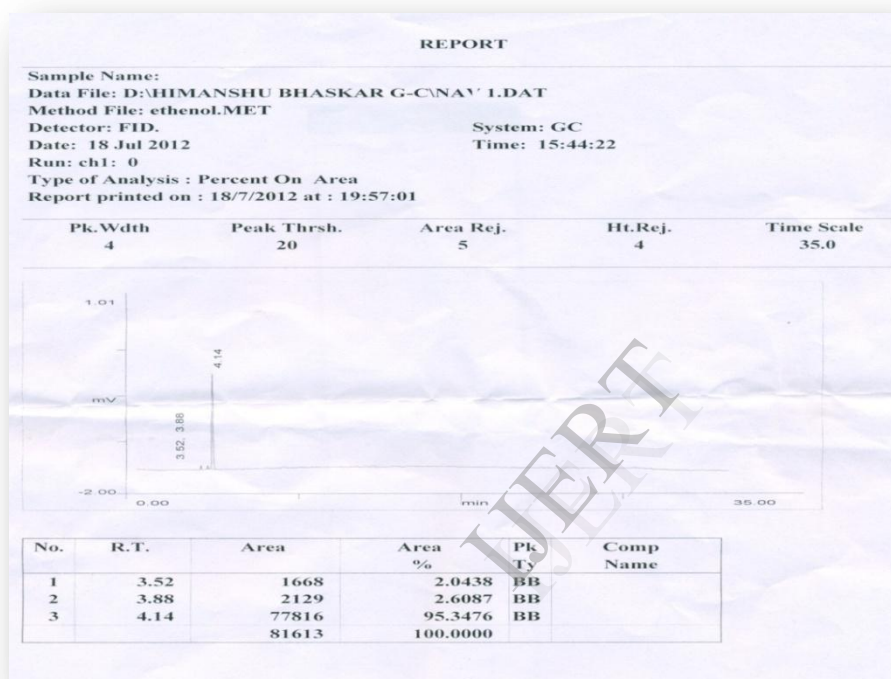 REPORT
Sample Name:
Data File: D:\HIMANSHU BHASKAR G-C\NAV 1.DAT
Method File: ethenol.MET
Detector: FID. System: GC
Date: 18 Jul 2012 Time: 15:44:22
Run: ch1: 0
Type of Analysis : Percent On Area
Report printed on : 18/7/2012 at : 19:57:01
Pk.Wdth Peak Thrsh. Area Rej. Ht.Rej. Time Scale
4 20 5 4 35.0
1.01
4.14
mV
3.52, 3.88
-2.00
0.00 min 35.00
IJERT
No. R.T. Area Area % Pk Ty Comp Name
1 3.52 1668 2.0438 BB
2 3.88 2129 2.6087 BB
3 4.14 77816 95.3476 BB
81613 100.0000